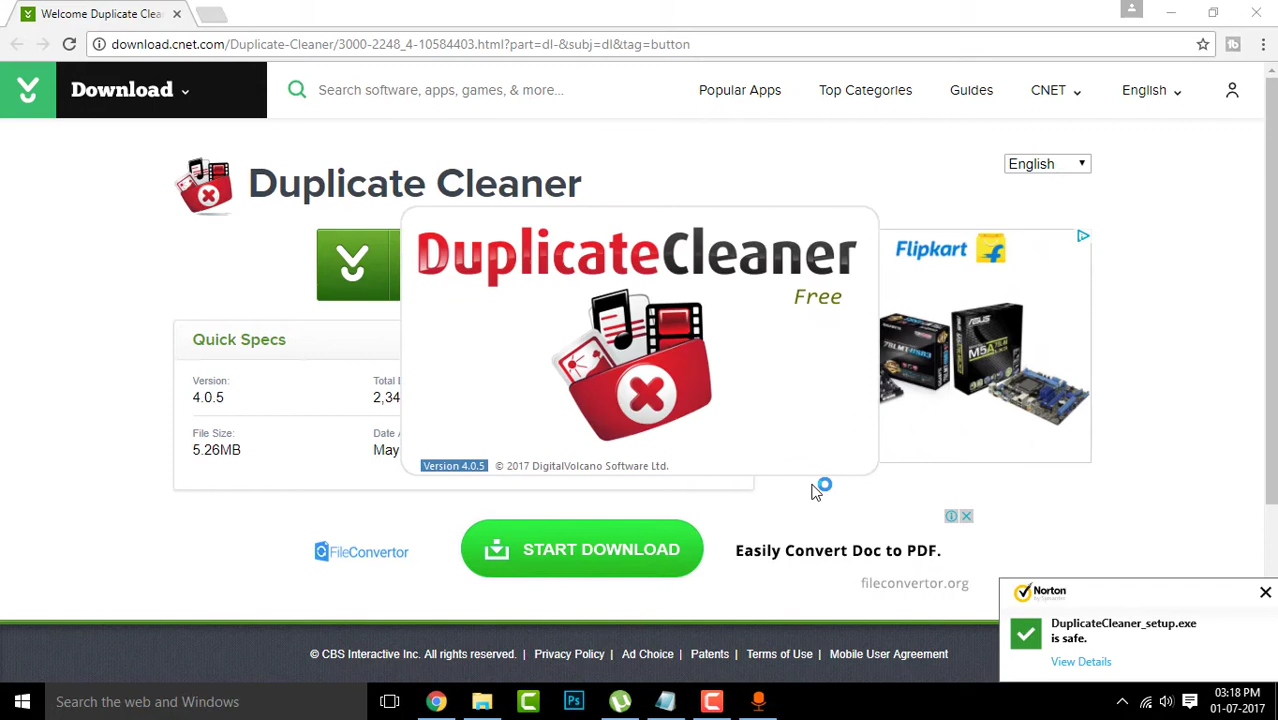 Welcome Duplicate Clea
download.cnet.com/Duplicate-Cleaner/3000-2248_4-10584403.html?part=dl-&subj=dl&tag=button
Download
Search software, apps, games, & more...
Popular Apps
Top Categories
Guides
CNET
English
Duplicate Cleaner
English
DuplicateCleaner
Free
Flipkart
ASUS
M5A78L
Quick Specs
Version:
4.0.5
Total
2,34
File Size:
5.26MB
Date
May
Version 4.0.5 © 2017 DigitalVolcano Software Ltd.
FileConvertor
START DOWNLOAD
Easily Convert Doc to PDF.
fileconvertor.org
Norton
by Symantec
DuplicateCleaner_setup.exe
is safe.
View Details
© CBS Interactive Inc. All rights reserved. | Privacy Policy | Ad Choice | Patents | Terms of Use | Mobile User Agreement
Search the web and Windows
Ps
03:18 PM
01-07-2017